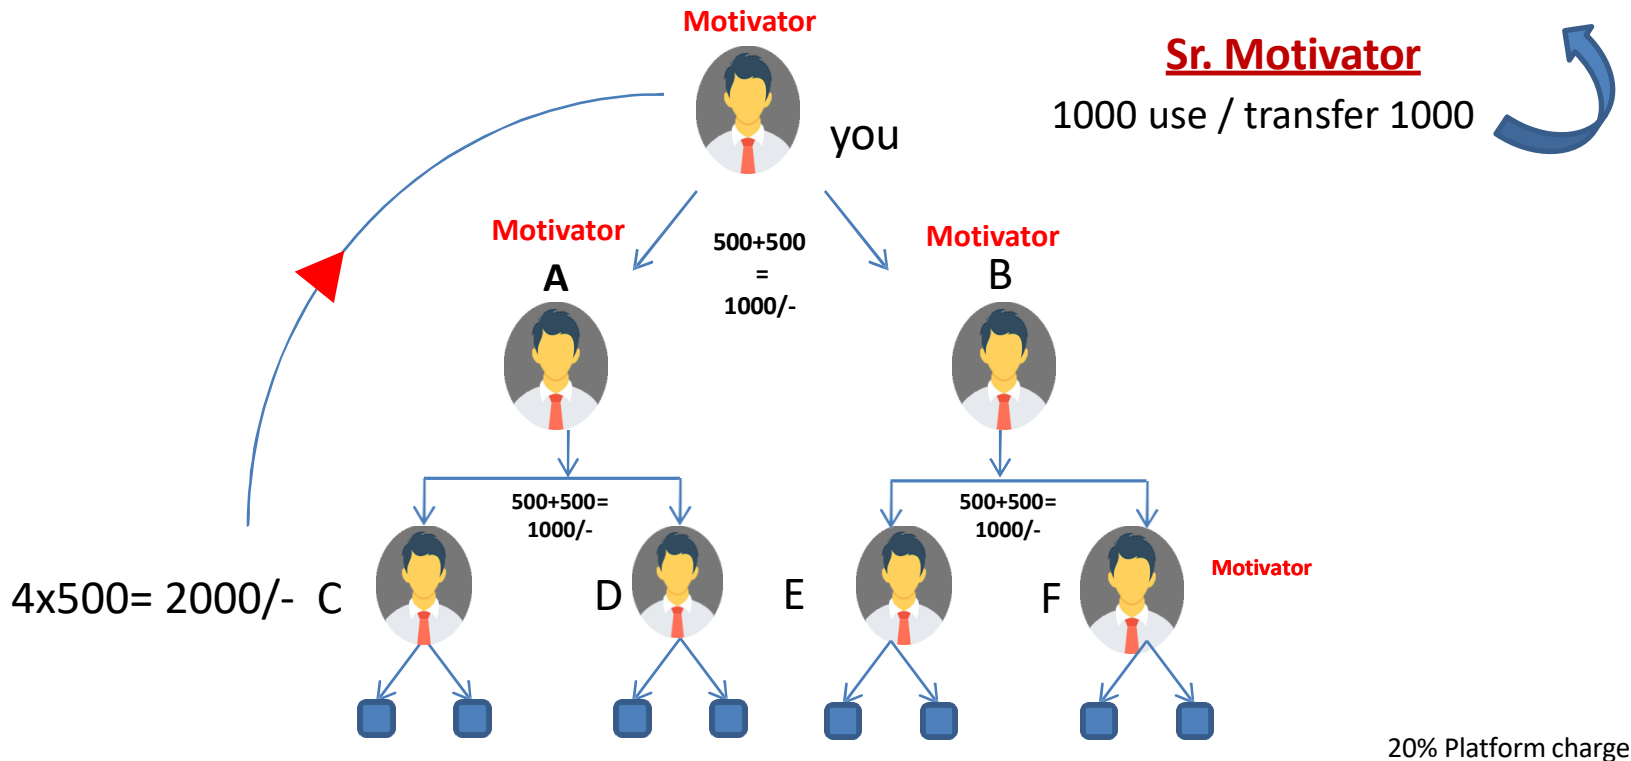 Motivator
Sr. Motivator
1000 use / transfer 1000
you
Motivator
A
500+500
=
1000/-
Motivator
B
500+500=
1000/-
500+500=
1000/-
4x500= 2000/- C
D
E
F
Motivator
20% Platform charge